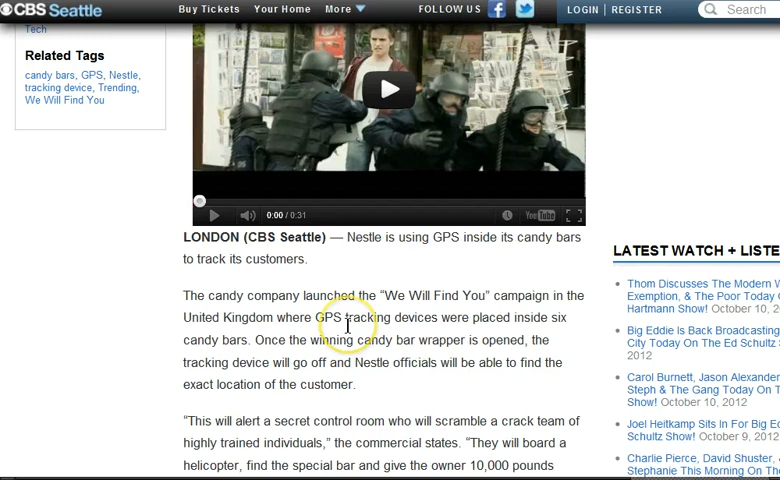 CBS Seattle
Buy Tickets Your Home More FOLLOW US LOGIN | REGISTER Search
Tech
Related Tags
candy bars, GPS, Nestle,
tracking device, Trending,
We Will Find You
0:00 / 0:31 YouTube
LONDON (CBS Seattle) — Nestle is using GPS inside its candy bars
to track its customers.
The candy company launched the “We Will Find You” campaign in the
United Kingdom where GPS tracking devices were placed inside six
candy bars. Once the winning candy bar wrapper is opened, the
tracking device will go off and Nestle officials will be able to find the
exact location of the customer.
“This will alert a secret control room who will scramble a crack team of
highly trained individuals,” the commercial states. “They will board a
helicopter, find the special bar and give the owner 10,000 pounds
LATEST WATCH + LISTE
Thom Discusses The Modern
Exemption, & The Poor Today
Hartmann Show! October 10, 2
Big Eddie Is Back Broadcasting
City Today On The Ed Schultz
2012
Carol Burnett, Jason Alexander
Steph & The Gang Today On T
Show! October 10, 2012
Joel Heitkamp Sits In For Big E
Schultz Show! October 9, 2012
Charlie Pierce, David Shuster,
Stephanie This Morning On The